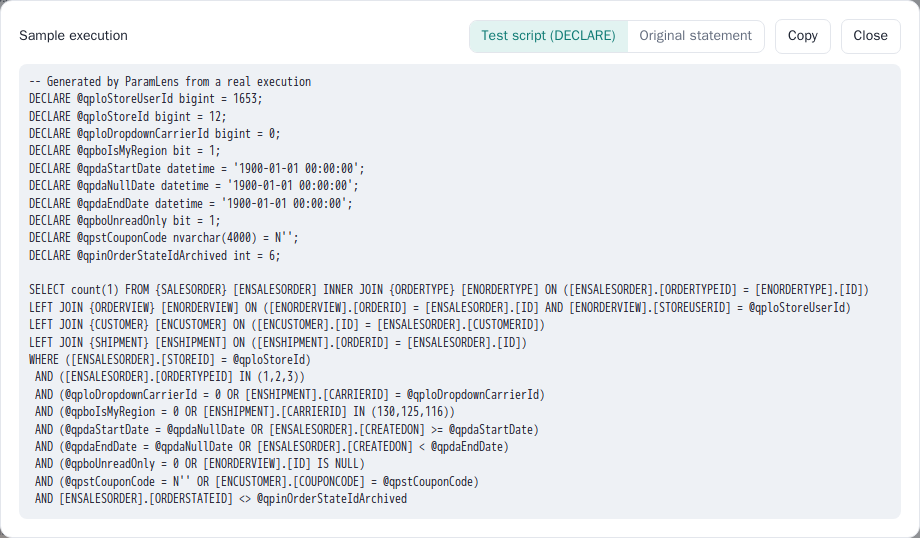 Sample execution
Test script (DECLARE)
Original statement
Copy
Close
-- Generated by ParamLens from a real execution
DECLARE @qploStoreUserId bigint = 1653;
DECLARE @qploStoreId bigint = 12;
DECLARE @qploDropdownCarrierId bigint = 0;
DECLARE @qpboIsMyRegion bit = 1;
DECLARE @qpdaStartDate datetime = '1900-01-01 00:00:00';
DECLARE @qpdaNullDate datetime = '1900-01-01 00:00:00';
DECLARE @qpdaEndDate datetime = '1900-01-01 00:00:00';
DECLARE @qpboUnreadOnly bit = 1;
DECLARE @qpstCouponCode nvarchar(4000) = N'';
DECLARE @qpinOrderStateIdArchived int = 6;
SELECT count(1) FROM {SALESORDER} [ENSALESORDER] INNER JOIN {ORDERTYPE} [ENORDERTYPE] ON ([ENSALESORDER].[ORDERTYPEID] = [ENORDERTYPE].[ID])
LEFT JOIN {ORDERVIEW} [ENORDERVIEW] ON ([ENORDERVIEW].[ORDERID] = [ENSALESORDER].[ID] AND [ENORDERVIEW].[STOREUSERID] = @qploStoreUserId)
LEFT JOIN {CUSTOMER} [ENCUSTOMER] ON ([ENCUSTOMER].[ID] = [ENSALESORDER].[CUSTOMERID])
LEFT JOIN {SHIPMENT} [ENSHIPMENT] ON ([ENSHIPMENT].[ORDERID] = [ENSALESORDER].[ID])
WHERE ([ENSALESORDER].[STOREID] = @qploStoreId)
AND ([ENSALESORDER].[ORDERTYPEID] IN (1,2,3))
AND (@qploDropdownCarrierId = 0 OR [ENSHIPMENT].[CARRIERID] = @qploDropdownCarrierId)
AND (@qpboIsMyRegion = 0 OR [ENSHIPMENT].[CARRIERID] IN (130,125,116))
AND (@qpdaStartDate = @qpdaNullDate OR [ENSALESORDER].[CREATEDON] >= @qpdaStartDate)
AND (@qpdaEndDate = @qpdaNullDate OR [ENSALESORDER].[CREATEDON] < @qpdaEndDate)
AND (@qpboUnreadOnly = 0 OR [ENORDERVIEW].[ID] IS NULL)
AND (@qpstCouponCode = N'' OR [ENCUSTOMER].[COUPONCODE] = @qpstCouponCode)
AND [ENSALESORDER].[ORDERSTATEID] <> @qpinOrderStateIdArchived